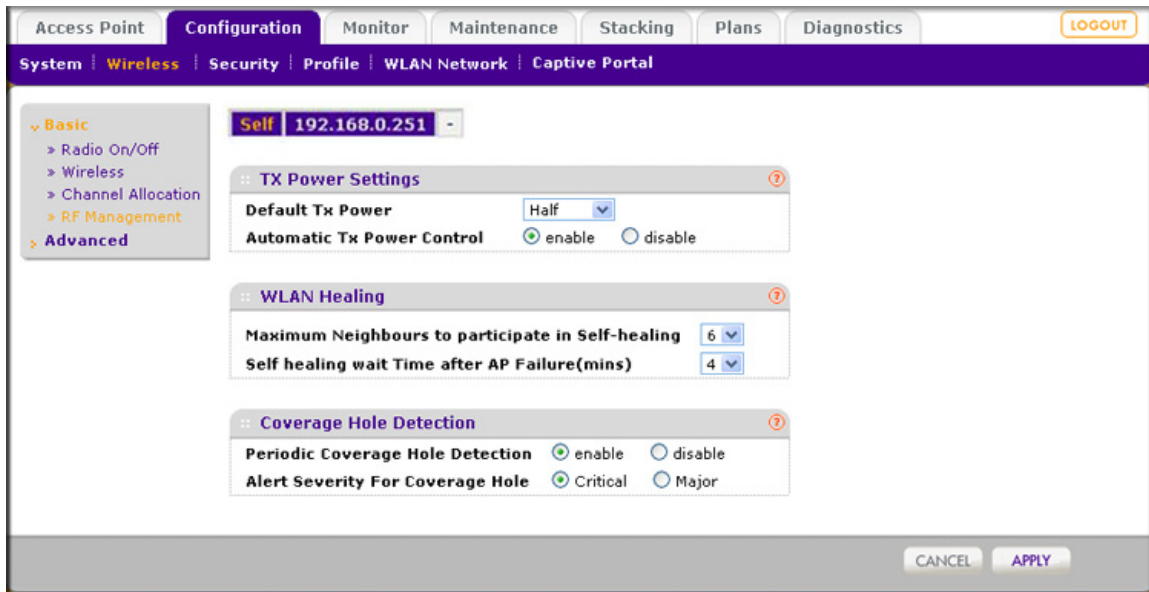 Access Point Configuration Monitor Maintenance Stacking Plans Diagnostics LOGOUT
System Wireless Security Profile WLAN Network Captive Portal
Basic
» Radio On/Off
» Wireless
» Channel Allocation
» RF Management
Advanced
Self 192.168.0.251 -
TX Power Settings ?
Default Tx Power Half
Automatic Tx Power Control enable disable
WLAN Healing ?
Maximum Neighbours to participate in Self-healing 6
Self healing wait Time after AP Failure(mins) 4
Coverage Hole Detection ?
Periodic Coverage Hole Detection enable disable
Alert Severity For Coverage Hole Critical Major
CANCEL APPLY